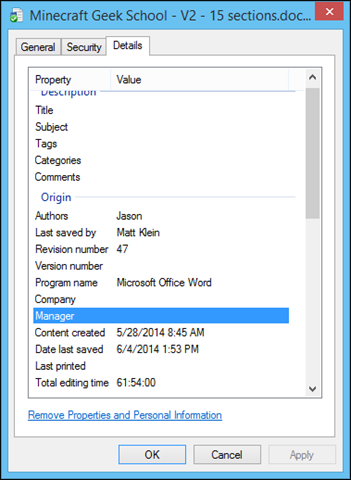 Minecraft Geek School - V2 - 15 sections.doc...
General Security Details
Property Value
Description
Title
Subject
Tags
Categories
Comments
Origin
Authors Jason
Last saved by Matt Klein
Revision number 47
Version number
Program name Microsoft Office Word
Company
Manager
Content created 5/28/2014 8:45 AM
Date last saved 6/4/2014 1:53 PM
Last printed
Total editing time 61:54:00
Remove Properties and Personal Information
OK Cancel Apply